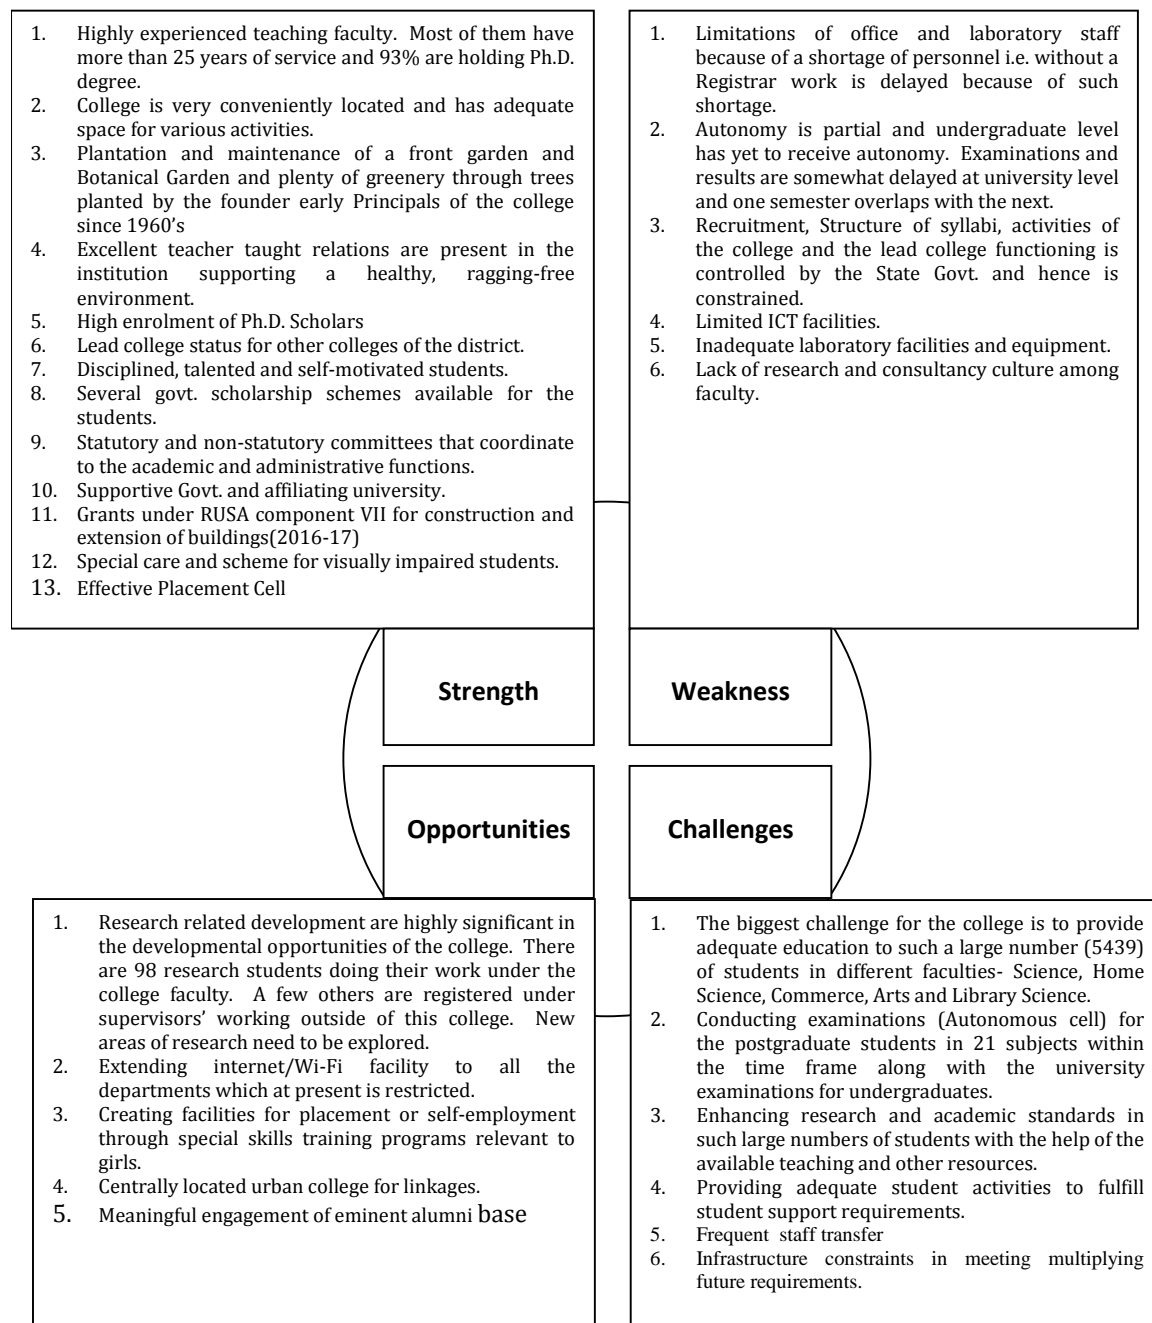 1. Highly experienced teaching faculty. Most of them have
more than 25 years of service and 93% are holding Ph.D.
degree.
2. College is very conveniently located and has adequate
space for various activities.
3. Plantation and maintenance of a front garden and
Botanical Garden and plenty of greenery through trees
planted by the founder early Principals of the college
since 1960's
4. Excellent teacher taught relations are present in the
institution supporting a healthy, ragging-free
environment.
5. High enrolment of Ph.D. Scholars
6. Lead college status for other colleges of the district.
7. Disciplined, talented and self-motivated students.
8. Several govt. scholarship schemes available for the
students.
9. Statutory and non-statutory committees that coordinate
to the academic and administrative functions.
10. Supportive Govt. and affiliating university.
11. Grants under RUSA component VII for construction and
extension of buildings(2016-17)
12. Special care and scheme for visually impaired students.
13. Effective Placement Cell
1. Limitations of office and laboratory staff
because of a shortage of personnel i.e. without a
Registrar work is delayed because of such
shortage.
2. Autonomy is partial and undergraduate level
has yet to receive autonomy. Examinations and
results are somewhat delayed at university level
and one semester overlaps with the next.
3. Recruitment, Structure of syllabi, activities of
the college and the lead college functioning is
controlled by the State Govt. and hence is
constrained.
4. Limited ICT facilities.
5. Inadequate laboratory facilities and equipment.
6. Lack of research and consultancy culture among
faculty.
Strength
Weakness
Opportunities
Challenges
1. Research related development are highly significant in
the developmental opportunities of the college. There
are 98 research students doing their work under the
college faculty. A few others are registered under
supervisors' working outside of this college. New
areas of research need to be explored.
2. Extending internet/Wi-Fi facility to all the
departments which at present is restricted.
3. Creating facilities for placement or self-employment
through special skills training programs relevant to
girls.
4. Centrally located urban college for linkages.
5. Meaningful engagement of eminent alumni base
1. The biggest challenge for the college is to provide
adequate education to such a large number (5439)
of students in different faculties- Science, Home
Science, Commerce, Arts and Library Science.
2. Conducting examinations (Autonomous cell) for
the postgraduate students in 21 subjects within
the time frame along with the university
examinations for undergraduates.
3. Enhancing research and academic standards in
such large numbers of students with the help of the
available teaching and other resources.
4. Providing adequate student activities to fulfill
student support requirements.
5. Frequent staff transfer
6. Infrastructure constraints in meeting multiplying
future requirements.